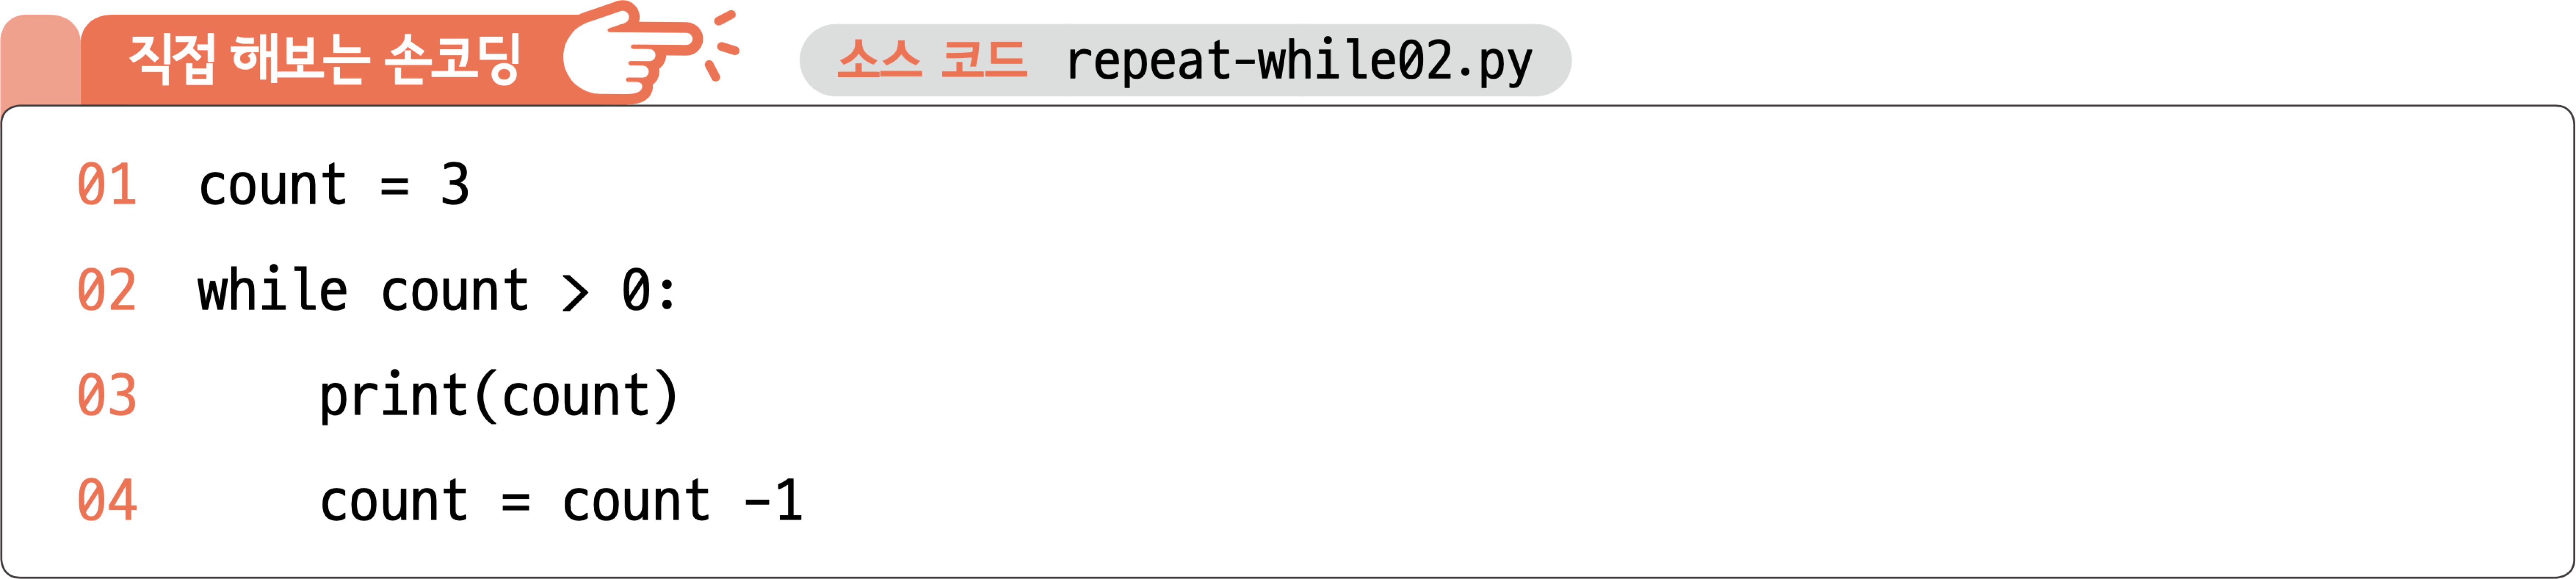 직접 해보는 손코딩
소스 코드 repeat-while02.py
01 count = 3
02 while count > 0:
03     print(count)
04     count = count -1